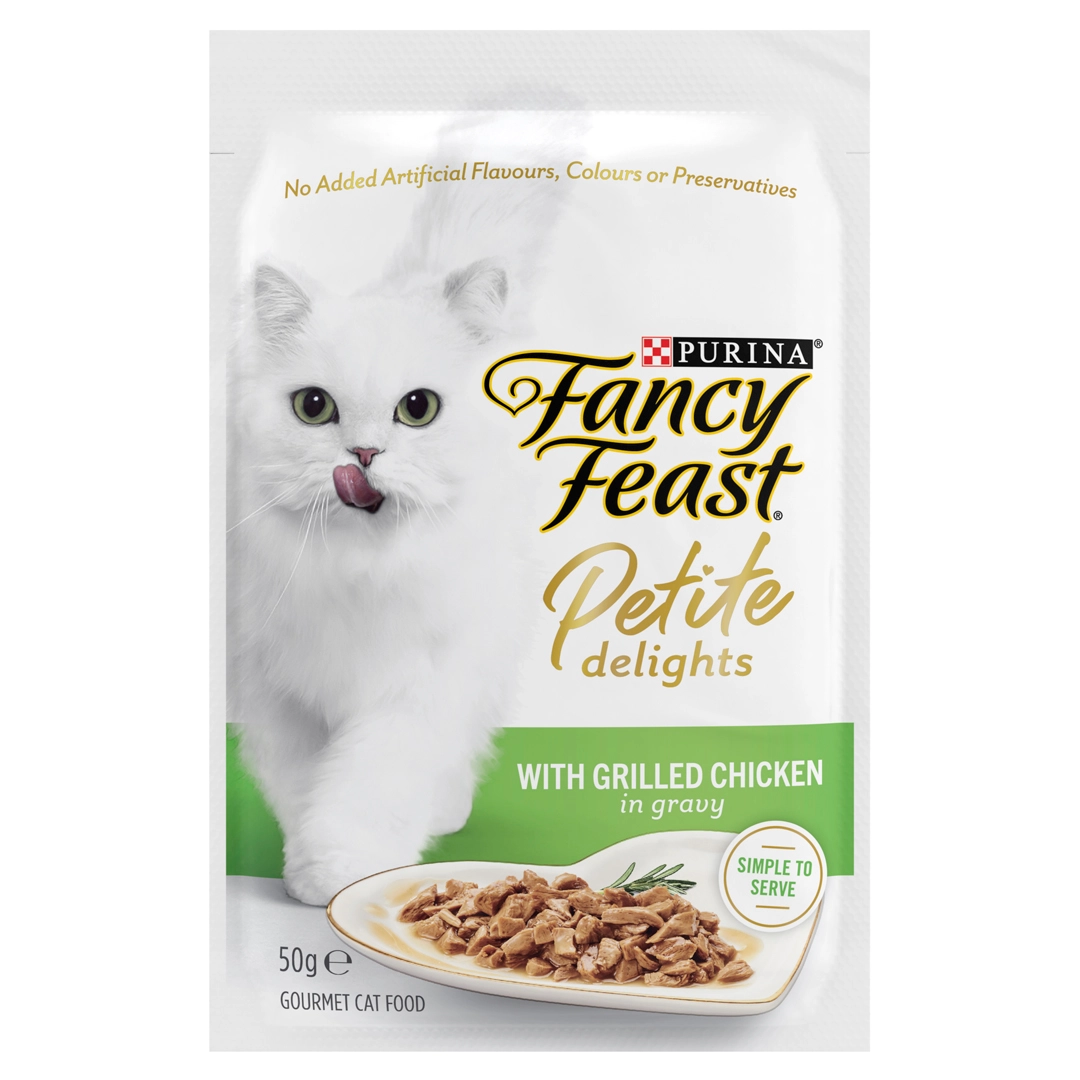 No Added Artificial Flavours, Colours or Preservatives
PURINA®
Fancy
Feast®
Petite
delights
WITH GRILLED CHICKEN
in gravy
SIMPLE TO
SERVE
50g ℮
GOURMET CAT FOOD